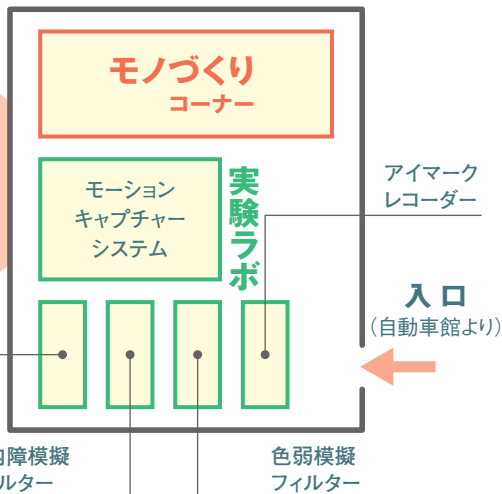 モノづくり
コーナー
モーション
キャプチャー
システム
実験ラボ
アイマーク
レコーダー
入口
（自動車館より）
障模擬
ルター
色弱模擬
フィルター